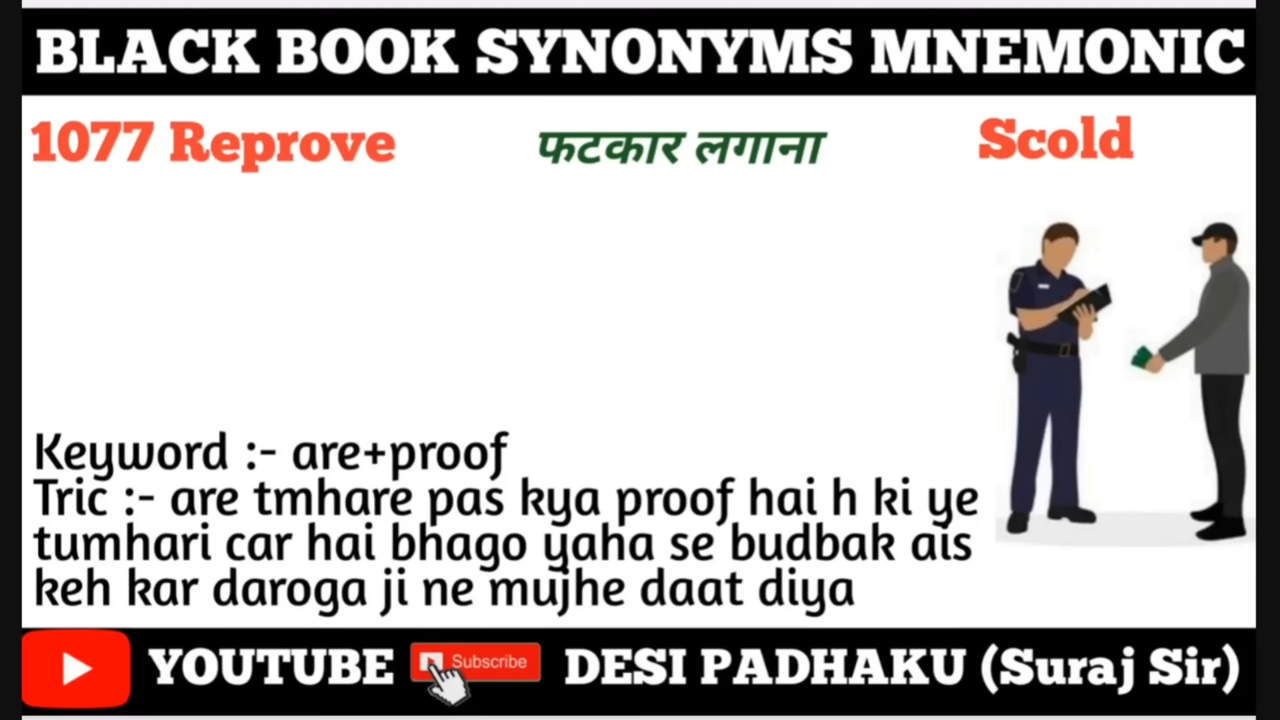 BLACK BOOK SYNONYMS MNEMONIC
1077 Reprove फटकार लगाना Scold
Keyword :- are+proof
Tric :- are tmhare pas kya proof hai h ki ye
tumhari car hai bhago yaha se budbak ais
keh kar daroga ji ne mujhe daat diya
YOUTUBE Subscribe DESI PADHAKU (Suraj Sir)